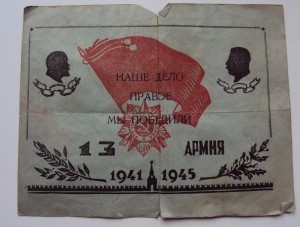 НАШЕ ДЕЛО
ПРАВОЕ
МЫ ПОБЕДИЛИ
13 АРМИЯ
1941 1945